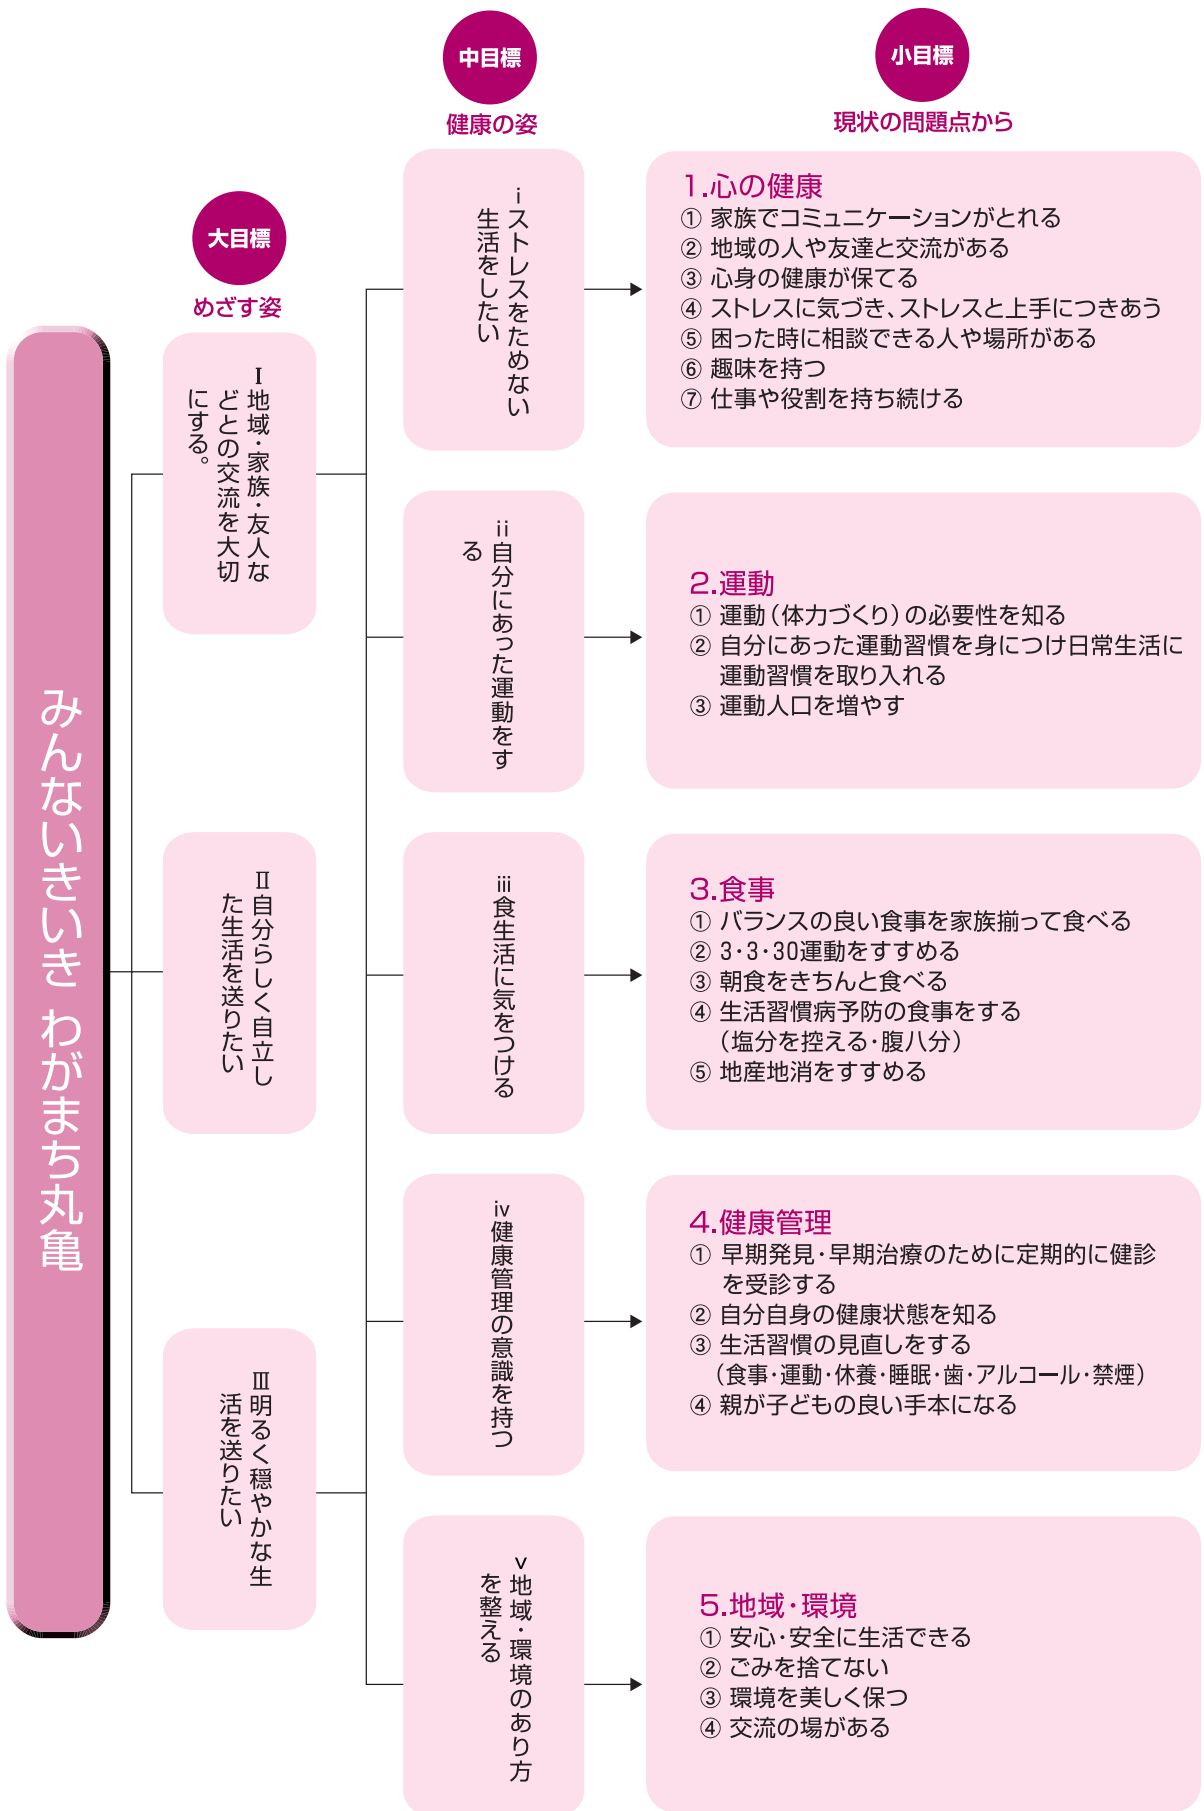 みんないきいき わがまち丸亀
大目標
めざす姿
Ⅰ地域・家族・友人な
どとの交流を大切
にする。
Ⅱ自分らしく自立し
た生活を送りたい
Ⅲ明るく穏やかな生
活を送りたい
中目標
健康の姿
ⅰストレスをためない
生活をしたい
ⅱ自分にあった運動をす
る
ⅲ食生活に気をつける
ⅳ健康管理の意識を持つ
ⅴ地域・環境のあり方
を整える
小目標
現状の問題点から
1.心の健康
① 家族でコミュニケーションがとれる
② 地域の人や友達と交流がある
③ 心身の健康が保てる
④ ストレスに気づき、ストレスと上手につきあう
⑤ 困った時に相談できる人や場所がある
⑥ 趣味を持つ
⑦ 仕事や役割を持ち続ける
2.運動
① 運動(体力づくり)の必要性を知る
② 自分にあった運動習慣を身につけ日常生活に
運動習慣を取り入れる
③ 運動人口を増やす
3.食事
① バランスの良い食事を家族揃って食べる
② 3・3・30運動をすすめる
③ 朝食をきちんと食べる
④ 生活習慣病予防の食事をする
(塩分を控える・腹八分)
⑤ 地産地消をすすめる
4.健康管理
① 早期発見・早期治療のために定期的に健診
を受診する
② 自分自身の健康状態を知る
③ 生活習慣の見直しをする
(食事・運動・休養・睡眠・歯・アルコール・禁煙)
④ 親が子どもの良い手本になる
5.地域・環境
① 安心・安全に生活できる
② ごみを捨てない
③ 環境を美しく保つ
④ 交流の場がある